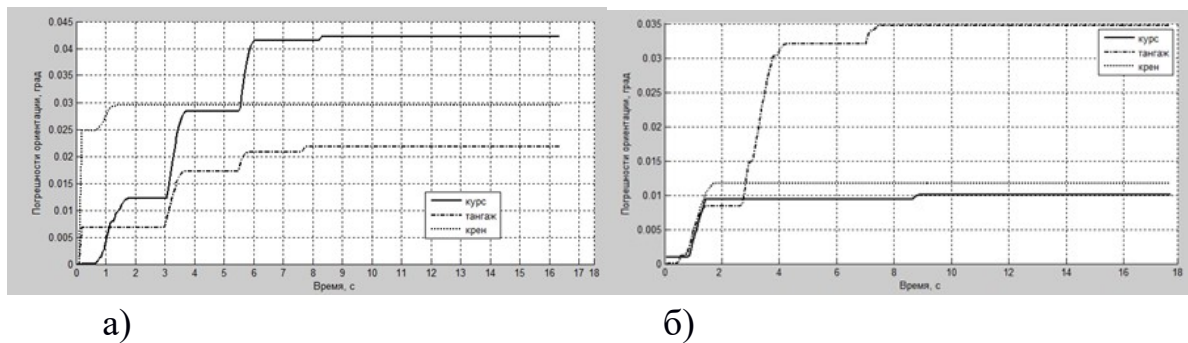 Погрешности ориентации, град
0.045
0.04
0.035
0.03
0.025
0.02
0.015
0.01
0.005
0
0 1 2 3 4 5 6 7 8 9 10 11 12 13 14 15 16 17 18
Время, с
курс
тангаж
крен
Погрешности ориентации, град
0.035
0.03
0.025
0.02
0.015
0.01
0.005
0
0 2 4 6 8 10 12 14 16 18
Время, с
курс
тангаж
крен
а) б)